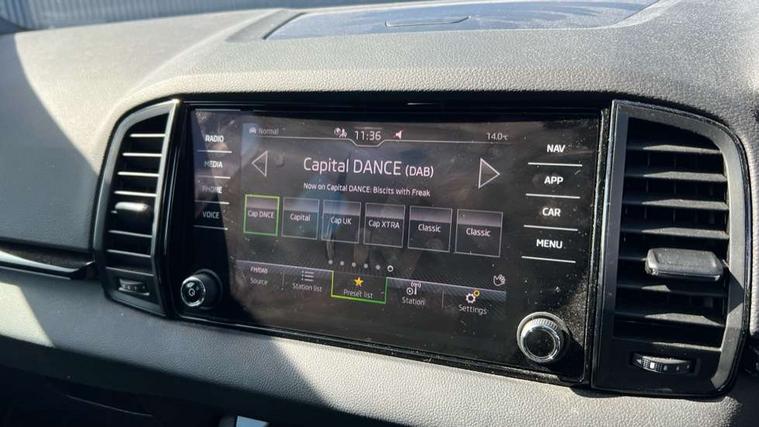 Normal
11:36
14.0°C
RADIO
MEDIA
PHONE
VOICE
Capital DANCE (DAB)
Now on Capital DANCE: Biscits with Freak
Cap DNCE
Capital
Cap UK
Cap XTRA
Classic
Classic
FM/DAB
Source
Station list
Preset list
Station
Settings
NAV
APP
CAR
MENU